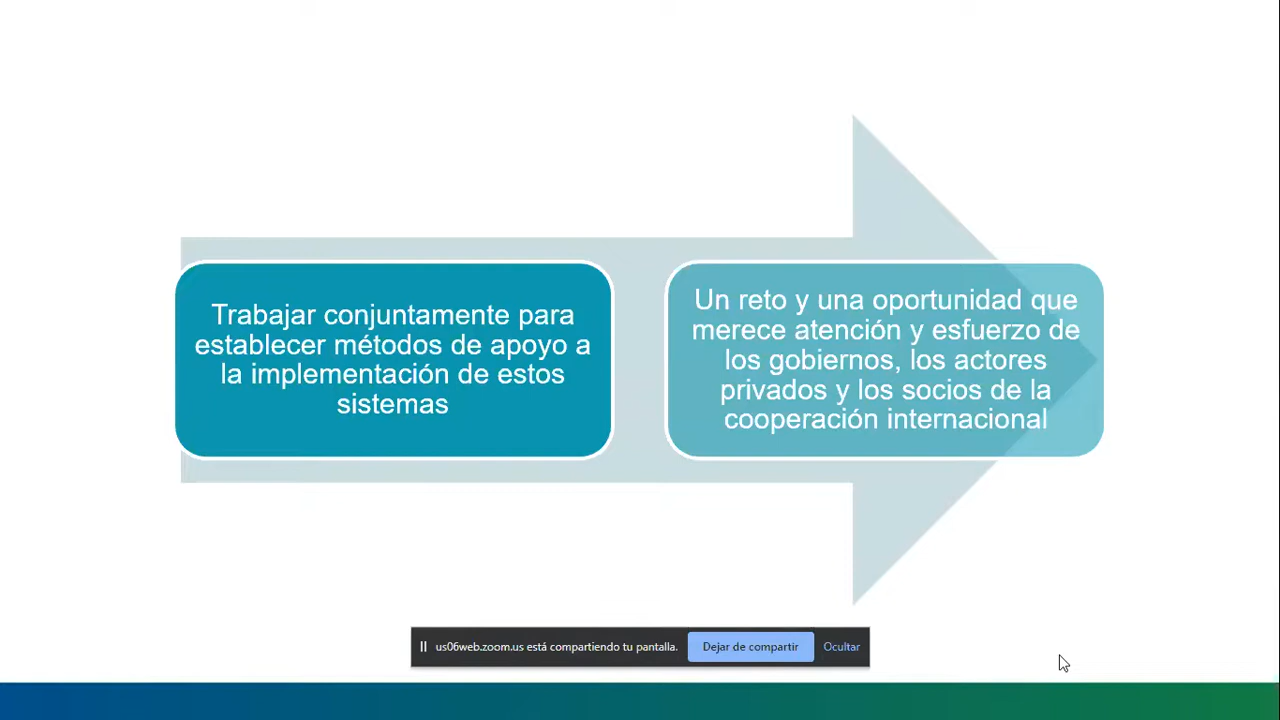 Trabajar conjuntamente para
establecer métodos de apoyo a
la implementación de estos
sistemas
Un reto y una oportunidad que
merece atención y esfuerzo de
los gobiernos, los actores
privados y los socios de la
cooperación internacional
us06web.zoom.us está compartiendo tu pantalla.
Dejar de compartir
Ocultar